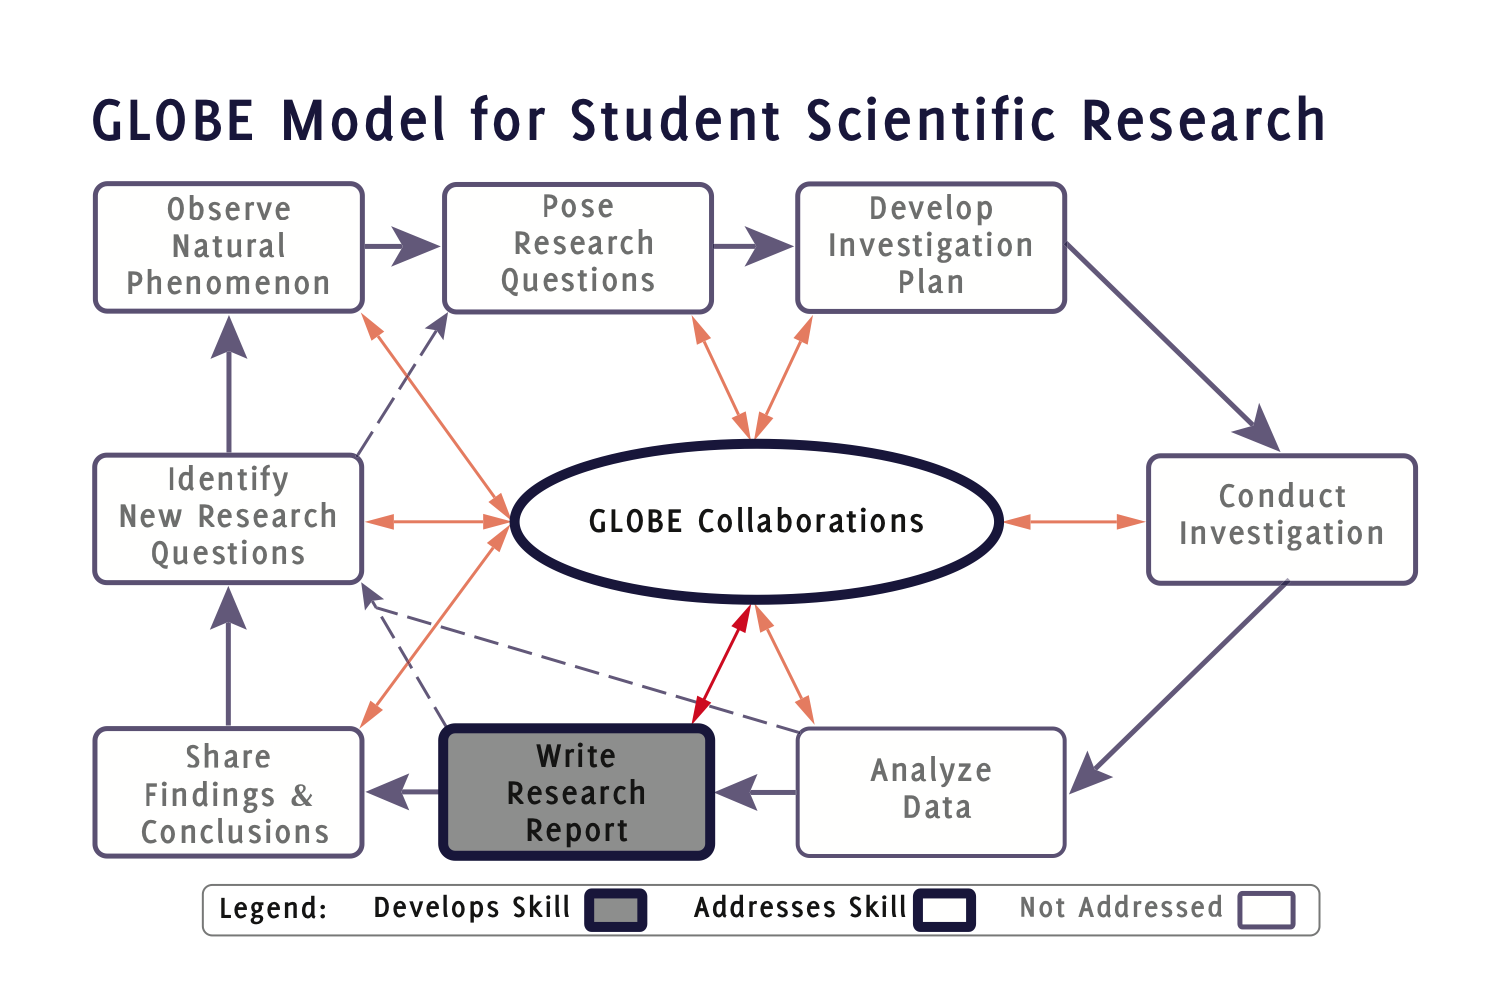 GLOBE Model for Student Scientific Research
Observe
Natural
Phenomenon
Pose
Research
Questions
Develop
Investigation
Plan
Identify
New Research
Questions
GLOBE Collaborations
Conduct
Investigation
Share
Findings &
Conclusions
Write
Research
Report
Analyze
Data
Legend: Develops Skill Addresses Skill Not Addressed